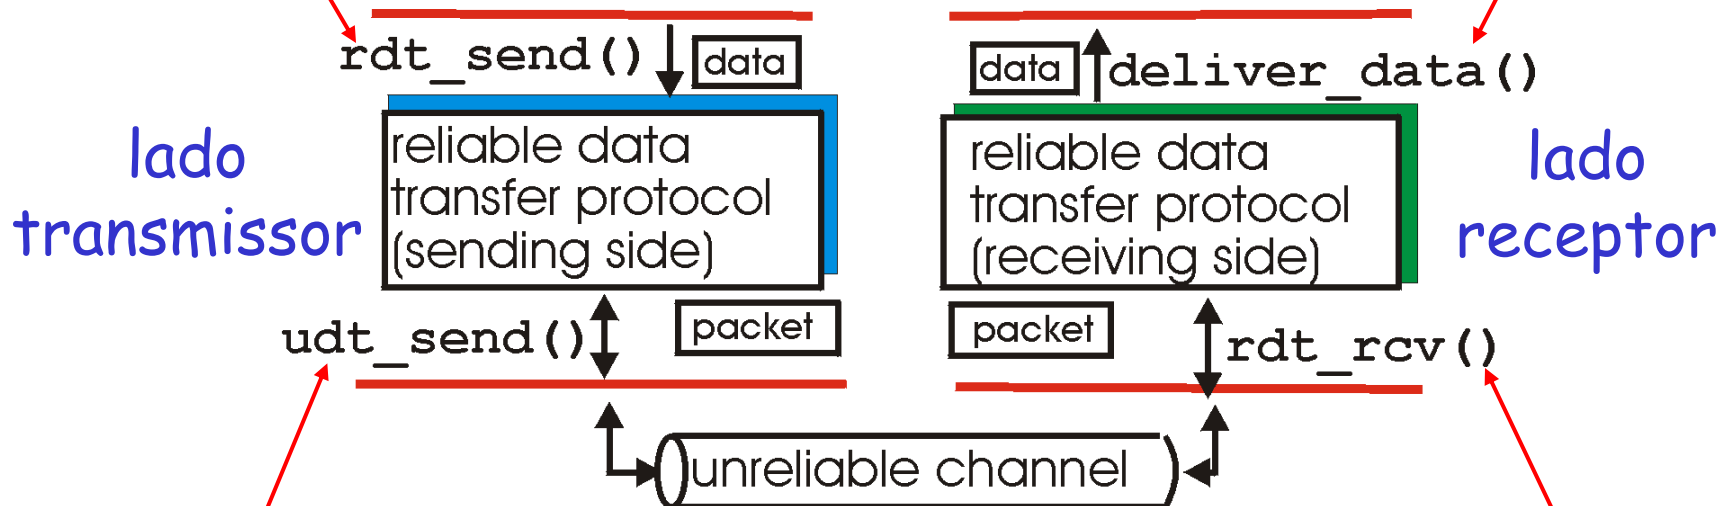 rdt_send()
data
data
deliver_data()
lado
transmissor
reliable data
transfer protocol
(sending side)
reliable data
transfer protocol
(receiving side)
lado
receptor
udt_send()
packet
packet
rdt_rcv()
unreliable channel